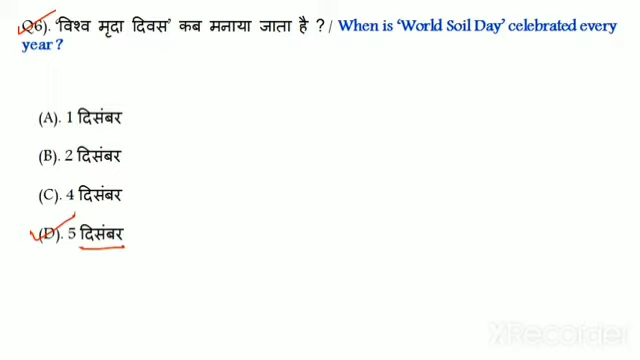 Q6). ‘विश्व मृदा दिवस’ कब मनाया जाता है ? / When is ‘World Soil Day’ celebrated every
year ?
(A). 1 दिसंबर
(B). 2 दिसंबर
(C). 4 दिसंबर
(D). 5 दिसंबर
XRecorder